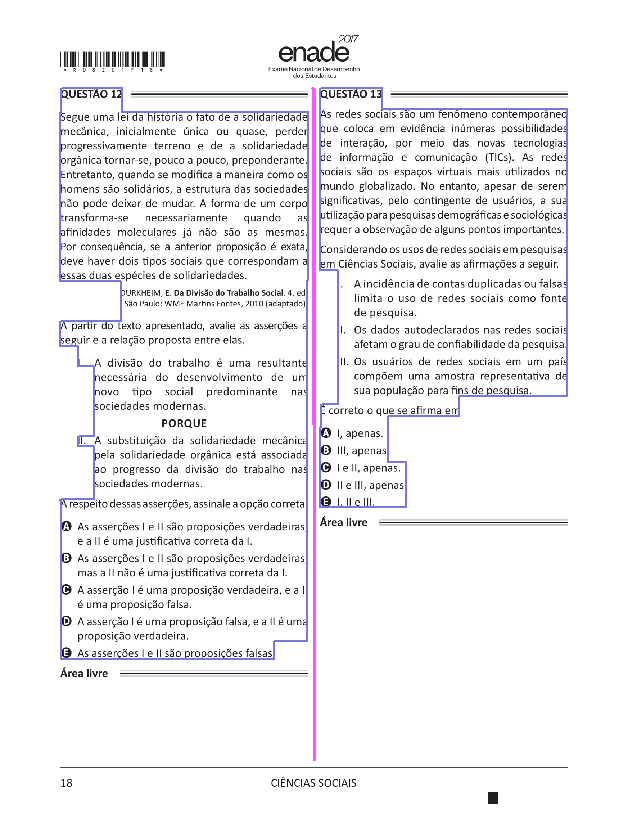 *R08201718*
enade
2017
Exame Nacional de Desempenho
dos Estudantes
QUESTÃO 12
Segue uma lei da história o fato de a solidariedade
mecânica, inicialmente única ou quase, perder
progressivamente terreno e de a solidariedade
orgânica tornar-se, pouco a pouco, preponderante.
Entretanto, quando se modifica a maneira como os
homens são solidários, a estrutura das sociedades
não pode deixar de mudar. A forma de um corpo
transforma-se necessariamente quando as
afinidades moleculares já não são as mesmas.
Por consequência, se a anterior proposição é exata,
deve haver dois tipos sociais que correspondam a
essas duas espécies de solidariedades.
DURKHEIM, E. Da Divisão do Trabalho Social. 4. ed
São Paulo: WMF Martins Fontes, 2010 (adaptado)
A partir do texto apresentado, avalie as asserções a
seguir e a relação proposta entre elas.
I. A divisão do trabalho é uma resultante
necessária do desenvolvimento de um
novo tipo social predominante nas
sociedades modernas.
PORQUE
II. A substituição da solidariedade mecânica
pela solidariedade orgânica está associada
ao progresso da divisão do trabalho nas
sociedades modernas.
A respeito dessas asserções, assinale a opção correta
A As asserções I e II são proposições verdadeiras
e a II é uma justificativa correta da I.
B As asserções I e II são proposições verdadeiras
mas a II não é uma justificativa correta da I.
C A asserção I é uma proposição verdadeira, e a I
é uma proposição falsa.
D A asserção I é uma proposição falsa, e a II é uma
proposição verdadeira.
E As asserções I e II são proposições falsas
Área livre
QUESTÃO 13
As redes sociais são um fenômeno contemporâneo
que coloca em evidência inúmeras possibilidades
de interação, por meio das novas tecnologias
de informação e comunicação (TICs). As redes
sociais são os espaços virtuais mais utilizados no
mundo globalizado. No entanto, apesar de serem
significativas, pelo contingente de usuários, a sua
utilização para pesquisas demográficas e sociológicas
requer a observação de alguns pontos importantes.
Considerando os usos de redes sociais em pesquisas
em Ciências Sociais, avalie as afirmações a seguir.
. A incidência de contas duplicadas ou falsas
limita o uso de redes sociais como fonte
de pesquisa.
I. Os dados autodeclarados nas redes sociais
afetam o grau de confiabilidade da pesquisa.
II. Os usuários de redes sociais em um país
compõem uma amostra representativa de
sua população para fins de pesquisa.
É correto o que se afirma em
A I, apenas.
B III, apenas
C I e II, apenas.
D II e III, apenas
E I, II e III.
Área livre
18
CIÊNCIAS SOCIAIS